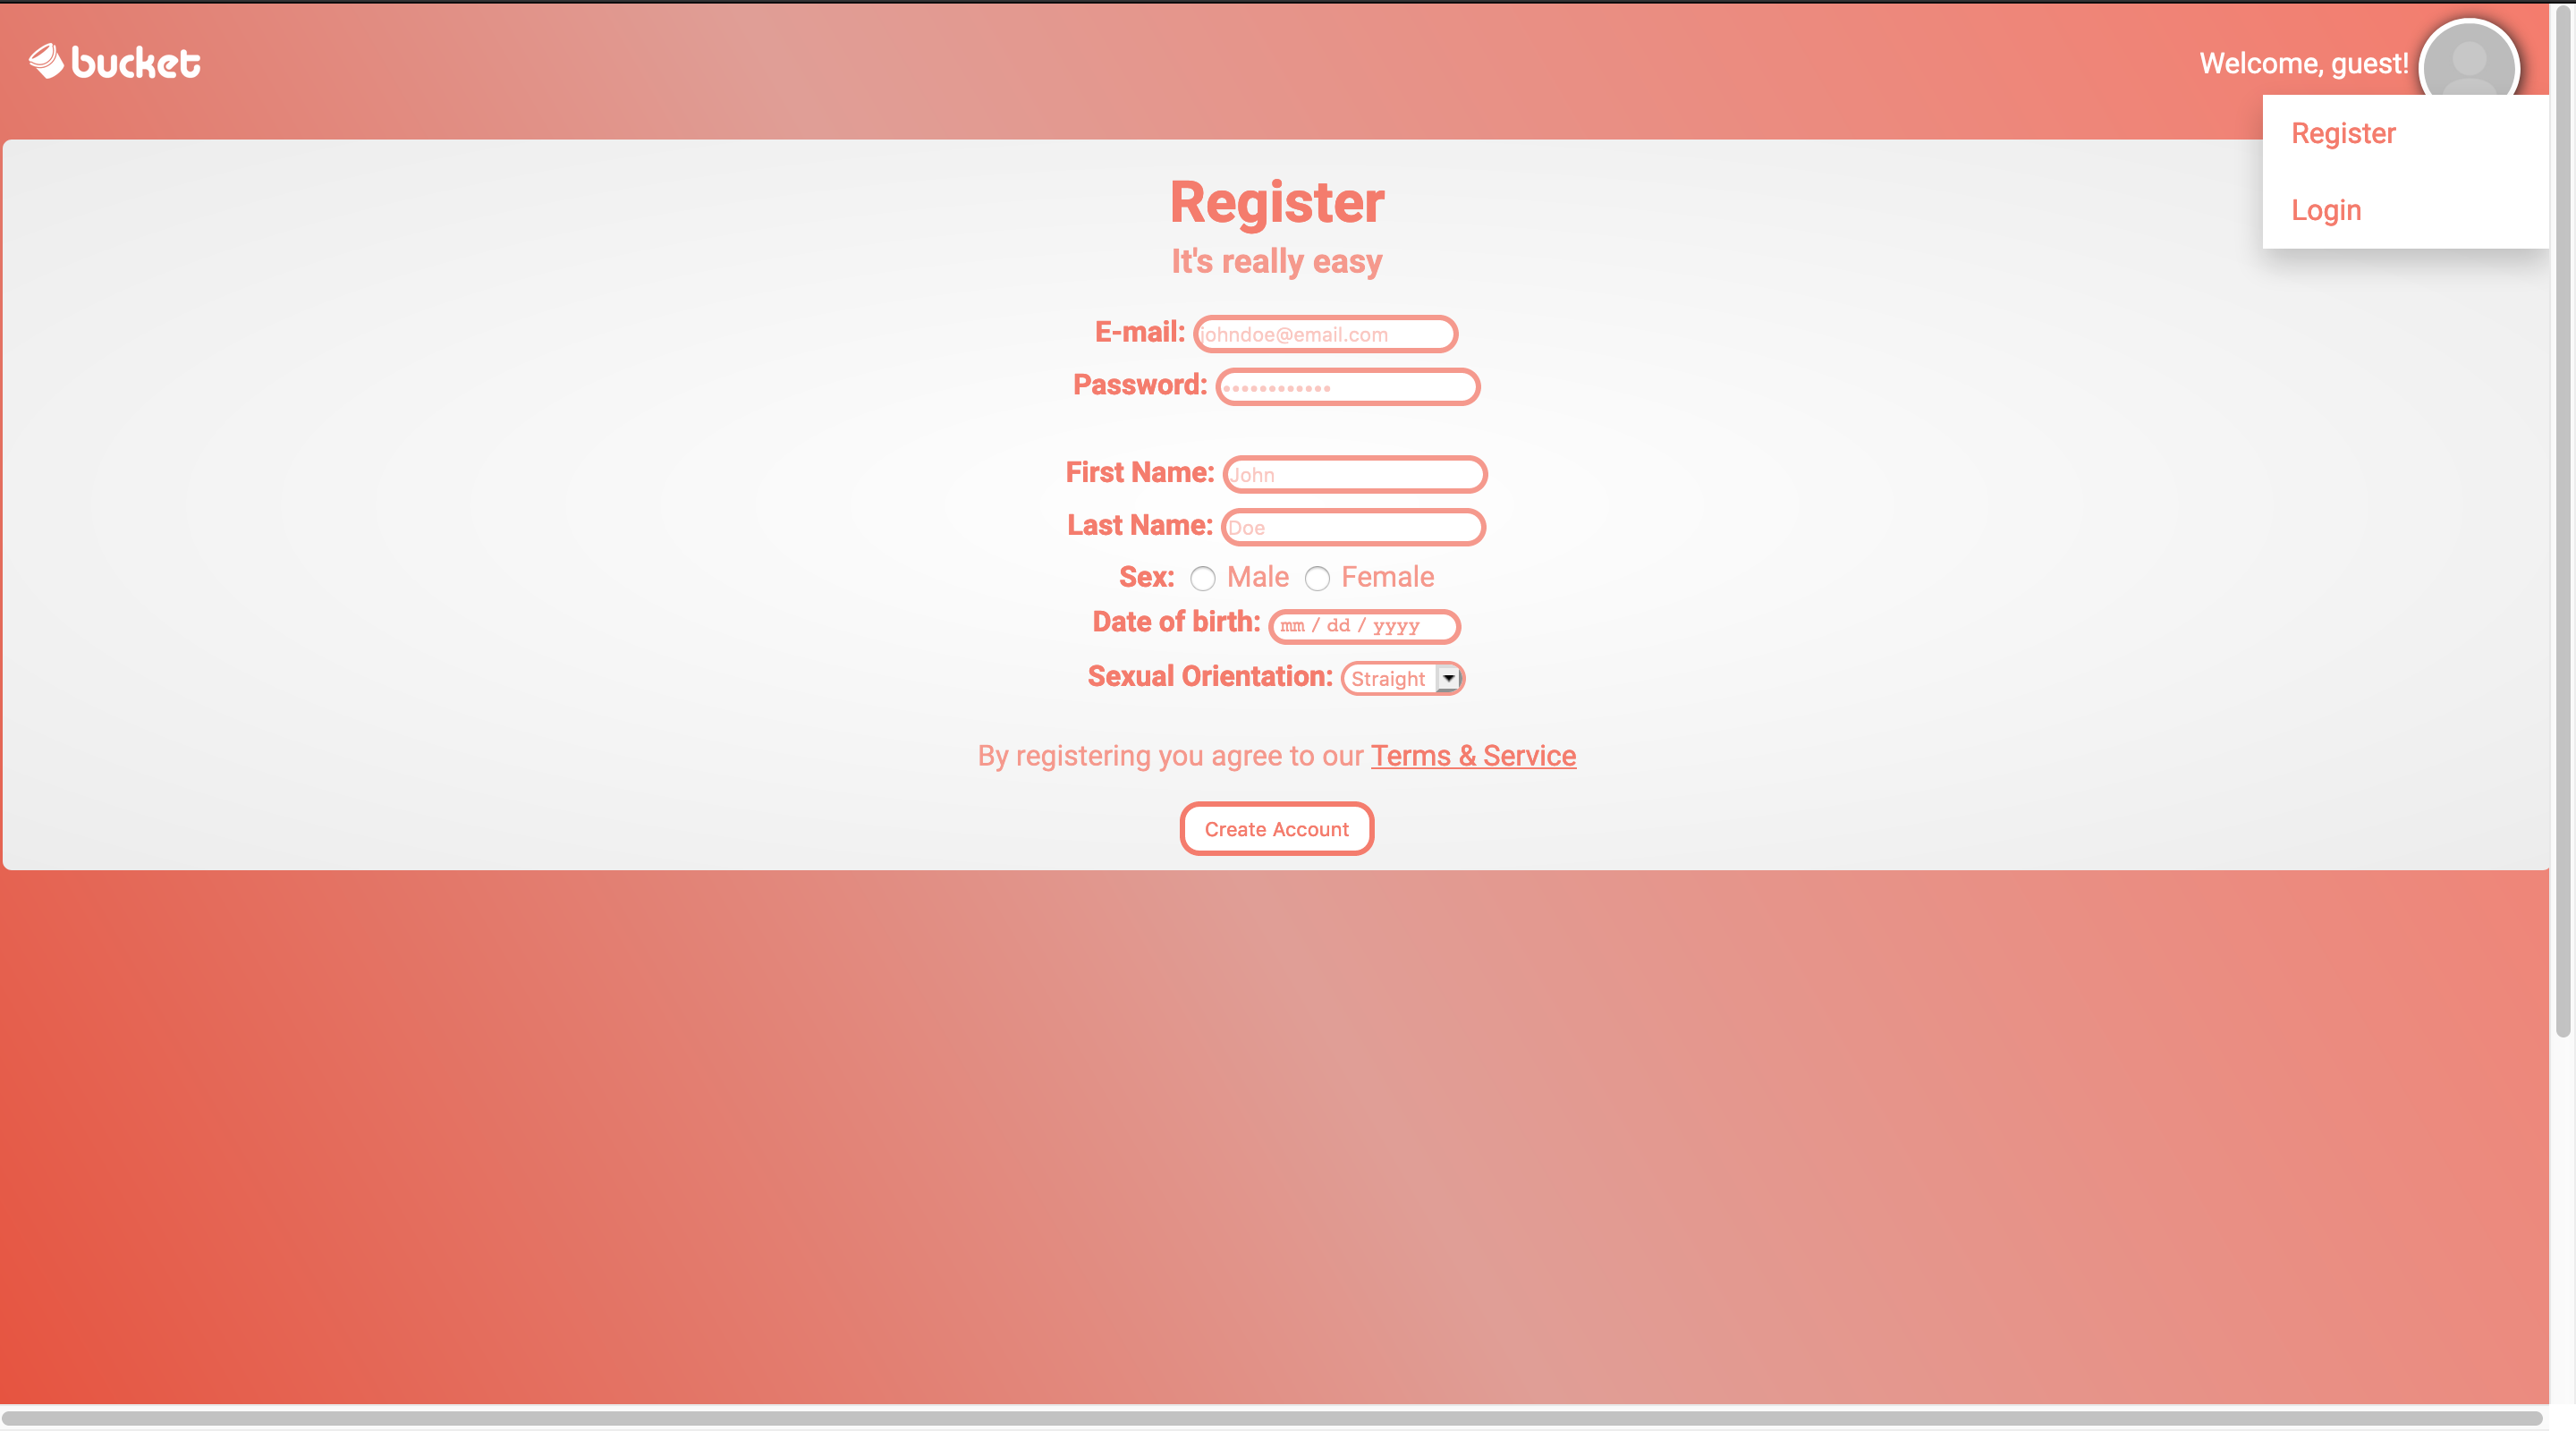 bucket
Welcome, guest!
Register
Login
Register
It's really easy
E-mail: johndoe@email.com
Password: ••••••••••••
First Name: John
Last Name: Doe
Sex: Male Female
Date of birth: mm / dd / yyyy
Sexual Orientation: Straight
By registering you agree to our Terms & Service
Create Account